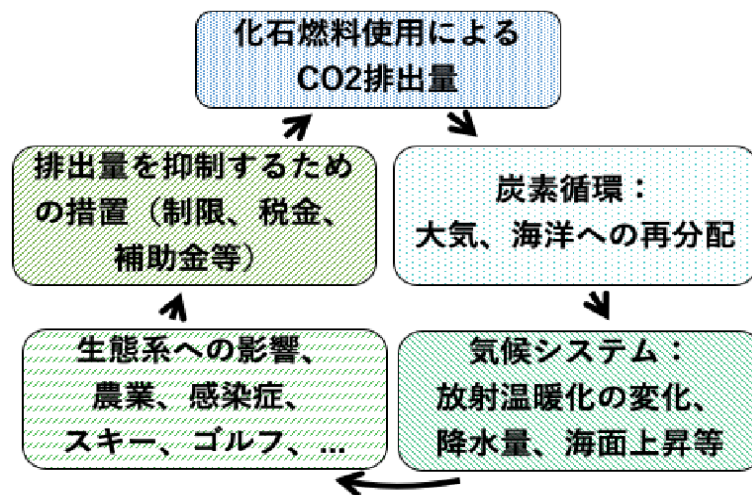 化石燃料使用による
CO2排出量
排出量を抑制するため
の措置（制限、税金、
補助金等）
炭素循環：
大気、海洋への再分配
生態系への影響、
農業、感染症、
スキー、ゴルフ、...
気候システム：
放射温暖化の変化、
降水量、海面上昇等